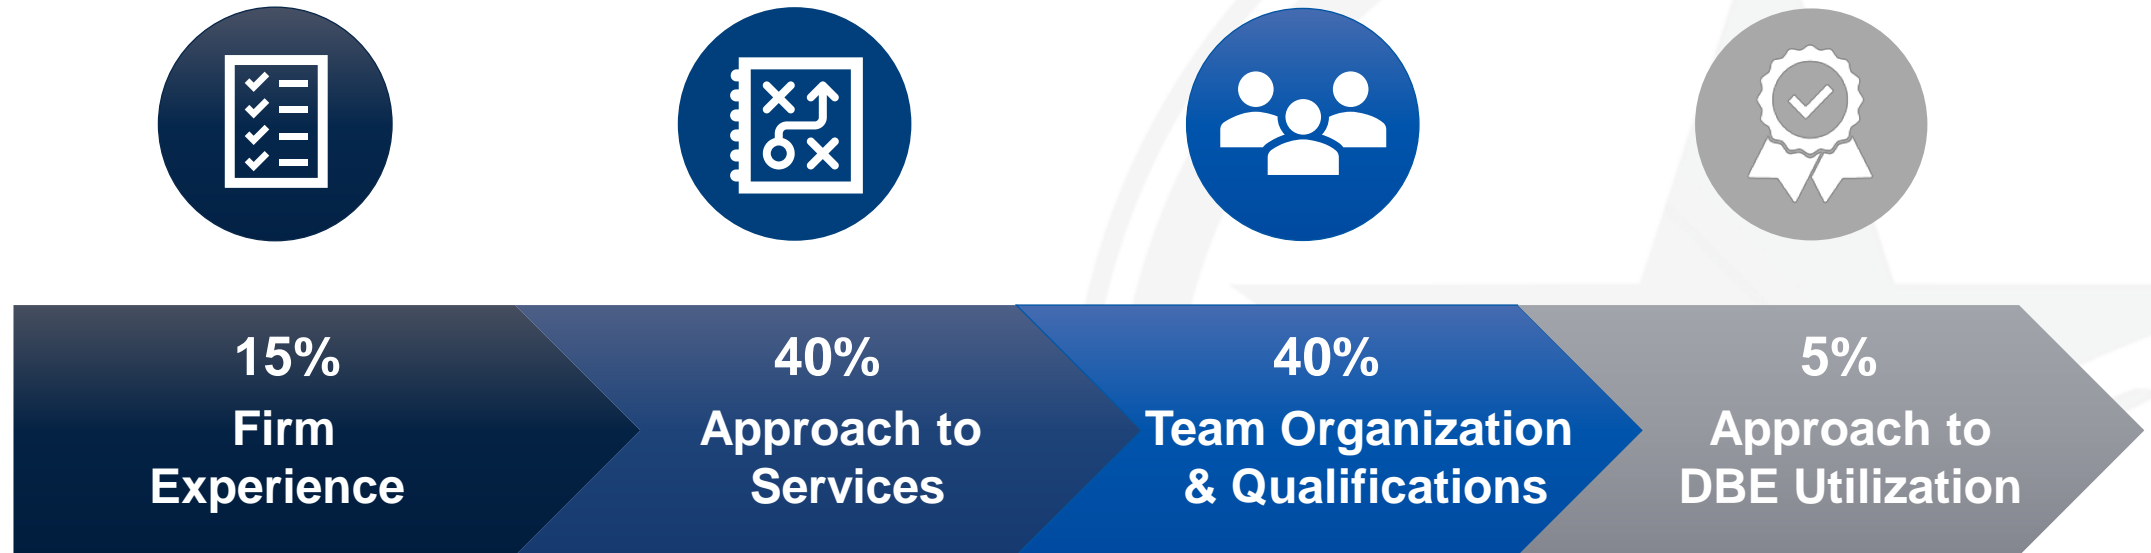 15%
Firm
Experience
40%
Approach to
Services
40%
Team Organization
& Qualifications
5%
Approach to
DBE Utilization